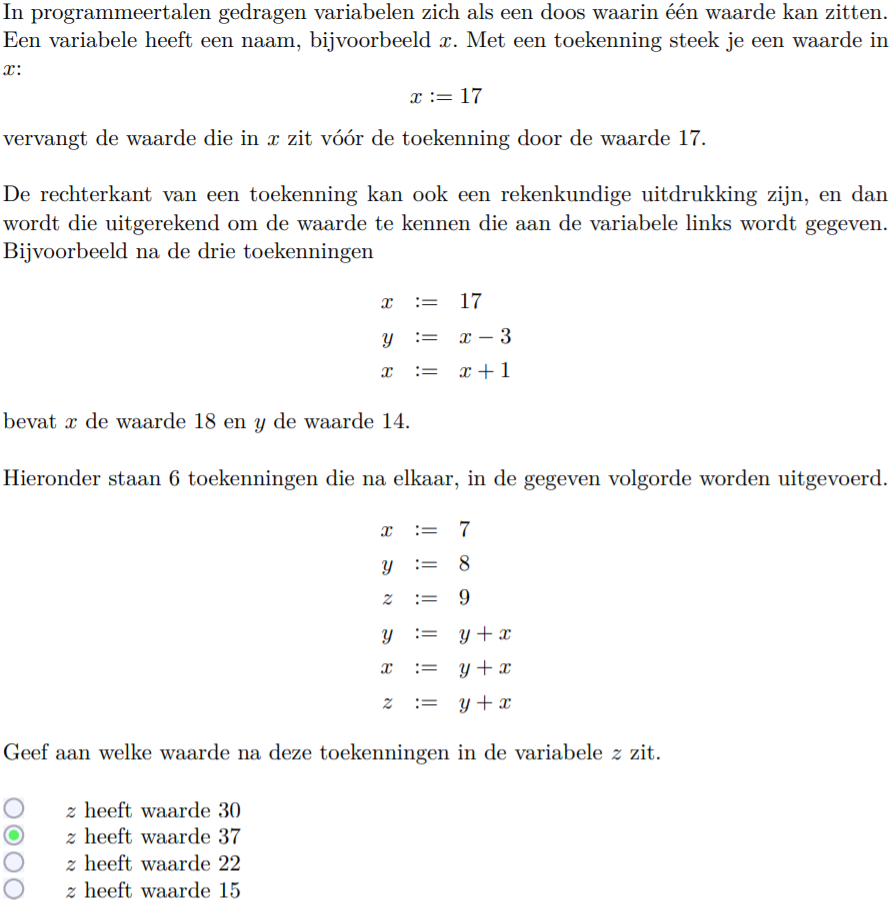 In programmeertalen gedragen variabelen zich als een doos waarin één waarde kan zitten.
Een variabele heeft een naam, bijvoorbeeld x. Met een toekenning steek je een waarde in
x:
x := 17
vervangt de waarde die in x zit vóór de toekenning door de waarde 17.
De rechterkant van een toekenning kan ook een rekenkundige uitdrukking zijn, en dan
wordt die uitgerekend om de waarde te kennen die aan de variabele links wordt gegeven.
Bijvoorbeeld na de drie toekenningen
x := 17
y := x − 3
x := x + 1
bevat x de waarde 18 en y de waarde 14.
Hieronder staan 6 toekenningen die na elkaar, in de gegeven volgorde worden uitgevoerd.
x := 7
y := 8
z := 9
y := y + x
x := y + x
z := y + x
Geef aan welke waarde na deze toekenningen in de variabele z zit.
z heeft waarde 30
z heeft waarde 37
z heeft waarde 22
z heeft waarde 15